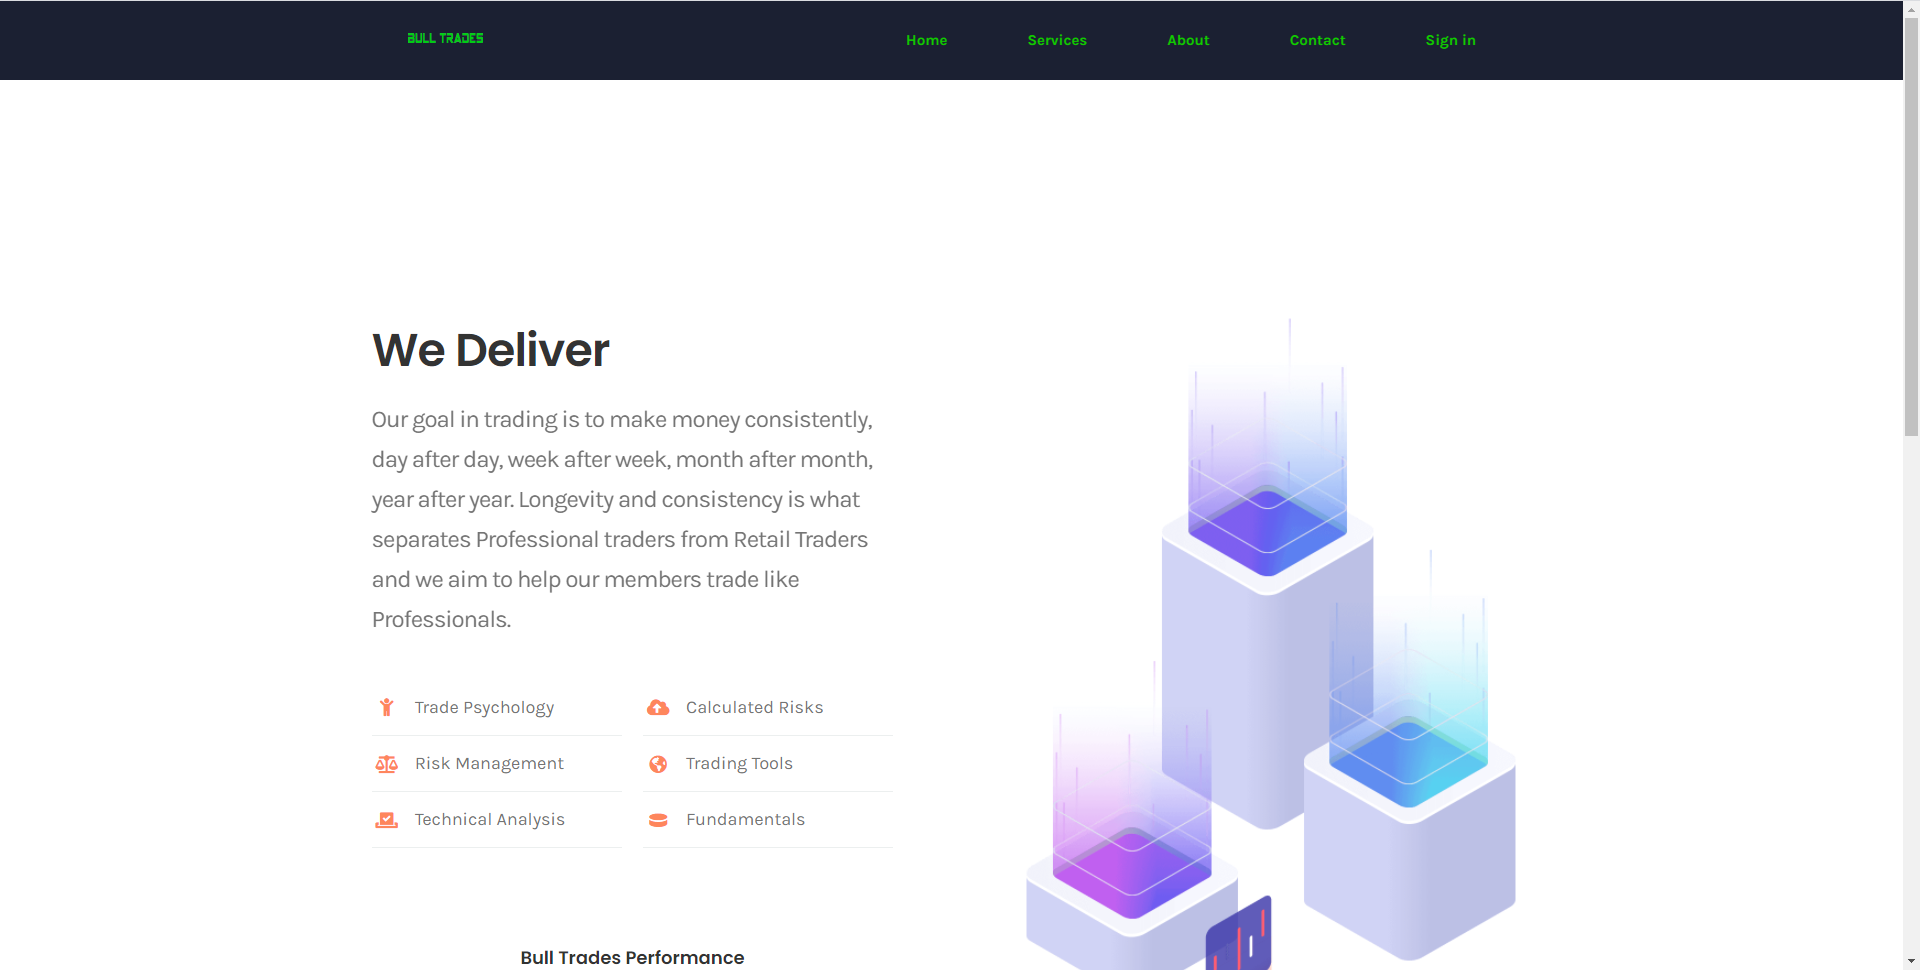 BULL TRADES
Home Services About Contact Sign in
We Deliver
Our goal in trading is to make money consistently,
day after day, week after week, month after month,
year after year. Longevity and consistency is what
separates Professional traders from Retail Traders
and we aim to help our members trade like
Professionals.
Trade Psychology
Calculated Risks
Risk Management
Trading Tools
Technical Analysis
Fundamentals
Bull Trades Performance